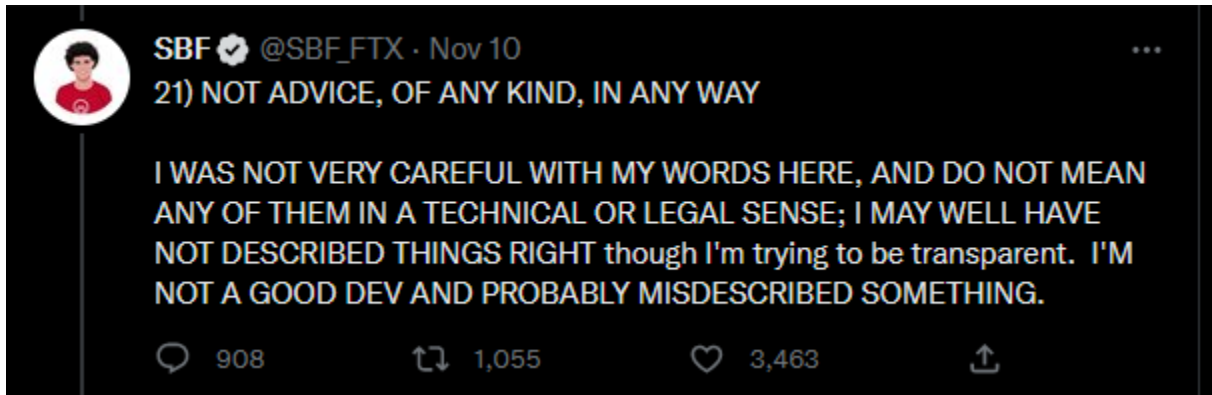 SBF @SBF_FTX · Nov 10
21) NOT ADVICE, OF ANY KIND, IN ANY WAY
I WAS NOT VERY CAREFUL WITH MY WORDS HERE, AND DO NOT MEAN
ANY OF THEM IN A TECHNICAL OR LEGAL SENSE; I MAY WELL HAVE
NOT DESCRIBED THINGS RIGHT though I'm trying to be transparent.  I'M
NOT A GOOD DEV AND PROBABLY MISDESCRIBED SOMETHING.
908 1,055 3,463